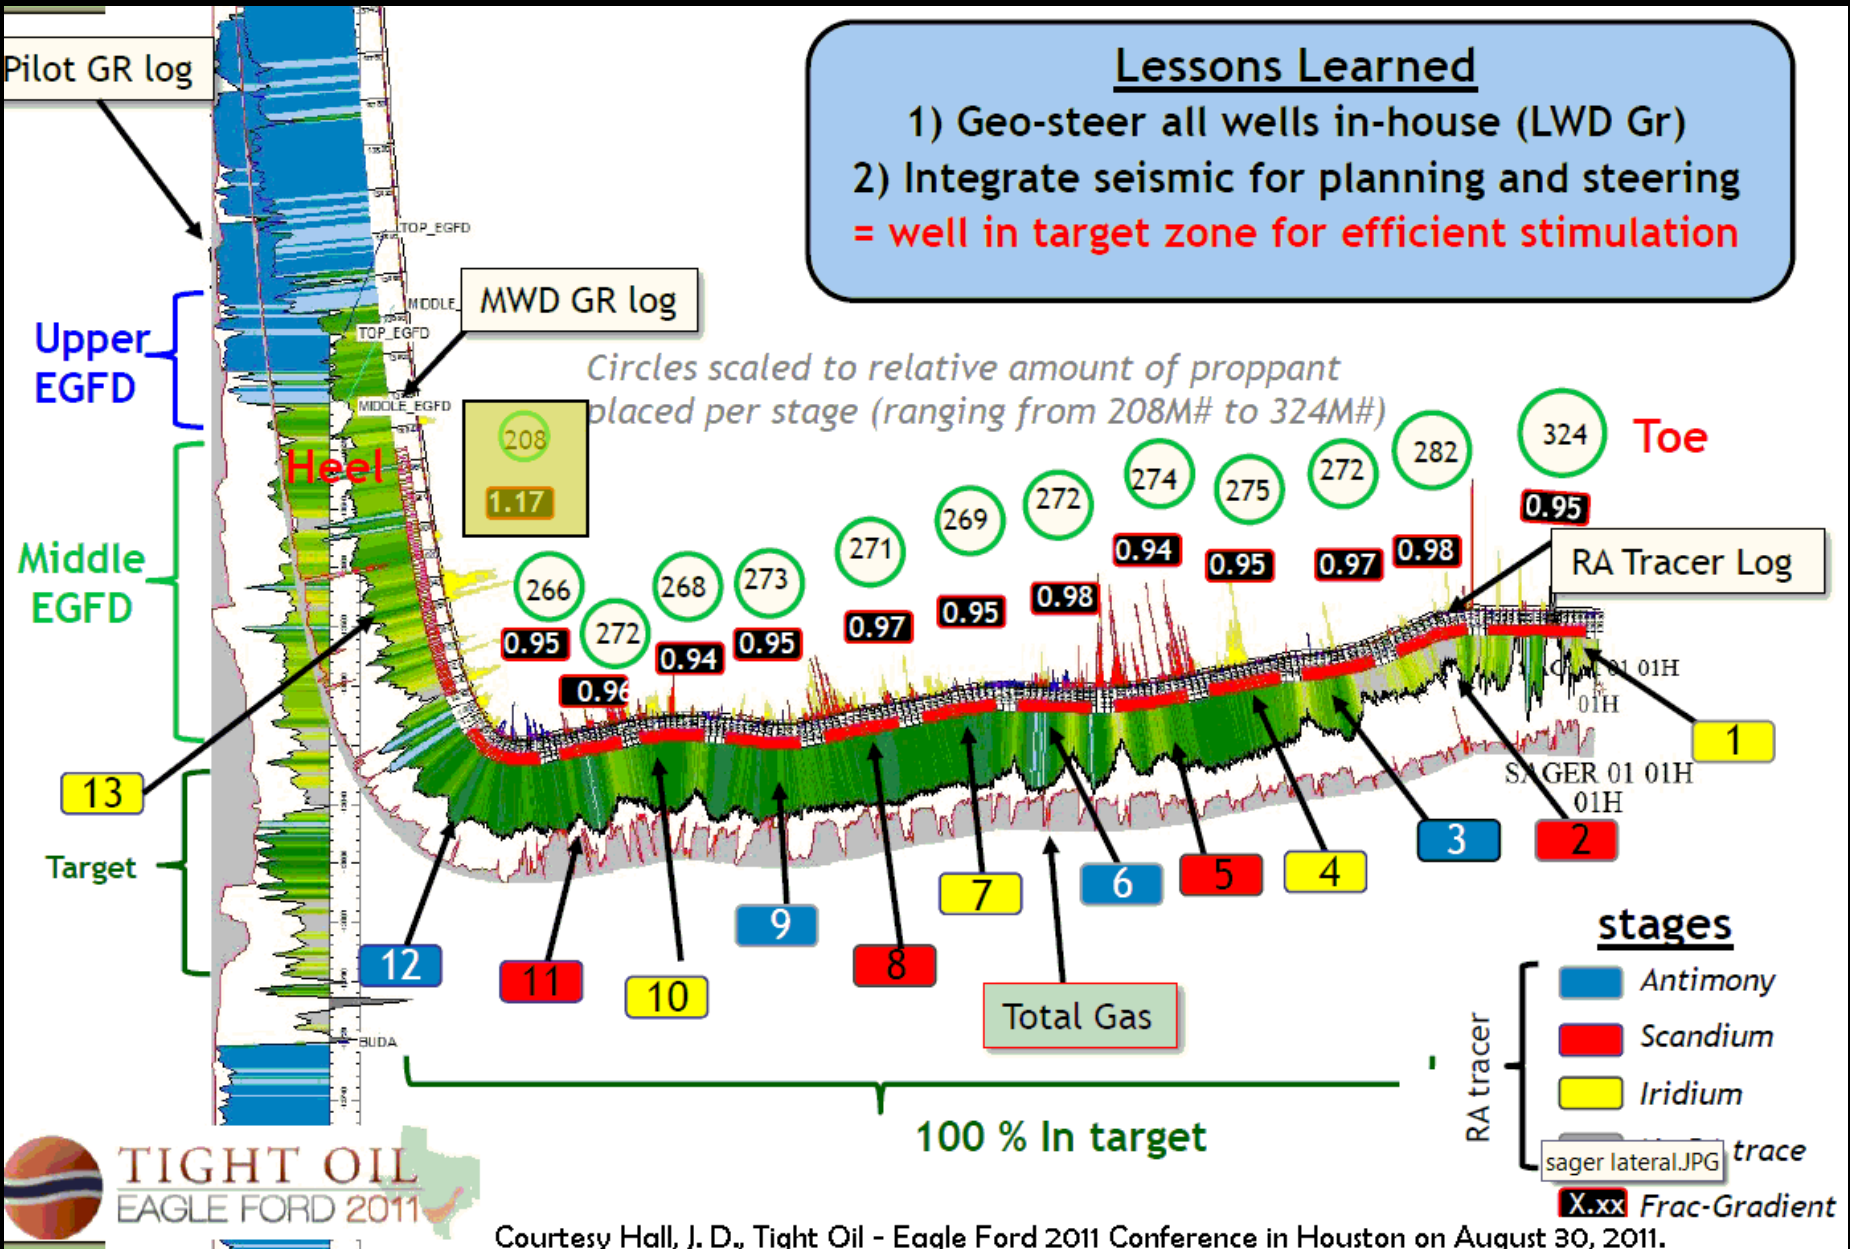 Pilot GR log
Lessons Learned
1) Geo-steer all wells in-house (LWD Gr)
2) Integrate seismic for planning and steering
= well in target zone for efficient stimulation
TOP_EGFD
MIDDLE_
TOP_EGFD
MIDDLE_EGFD
MWD GR log
Upper
EGFD
Circles scaled to relative amount of proppant
placed per stage (ranging from 208M# to 324M#)
Heel
Toe
208
1.17
266
0.95
272
0.96
268
0.94
273
0.95
271
0.97
269
0.95
272
0.98
274
0.94
275
0.95
272
0.97
282
0.98
324
0.95
RA Tracer Log
Middle
EGFD
01H
01H
SAGER 01 01H
01H
Target
13
12
11
10
9
8
7
6
5
4
3
2
1
Total Gas
BUDA
100 % In target
stages
RA tracer
Antimony
Scandium
Iridium
trace
sager lateral.JPG
X.xx Frac-Gradient
TIGHT OIL
EAGLE FORD 2011
Courtesy Hall, J. D., Tight Oil - Eagle Ford 2011 Conference in Houston on August 30, 2011.